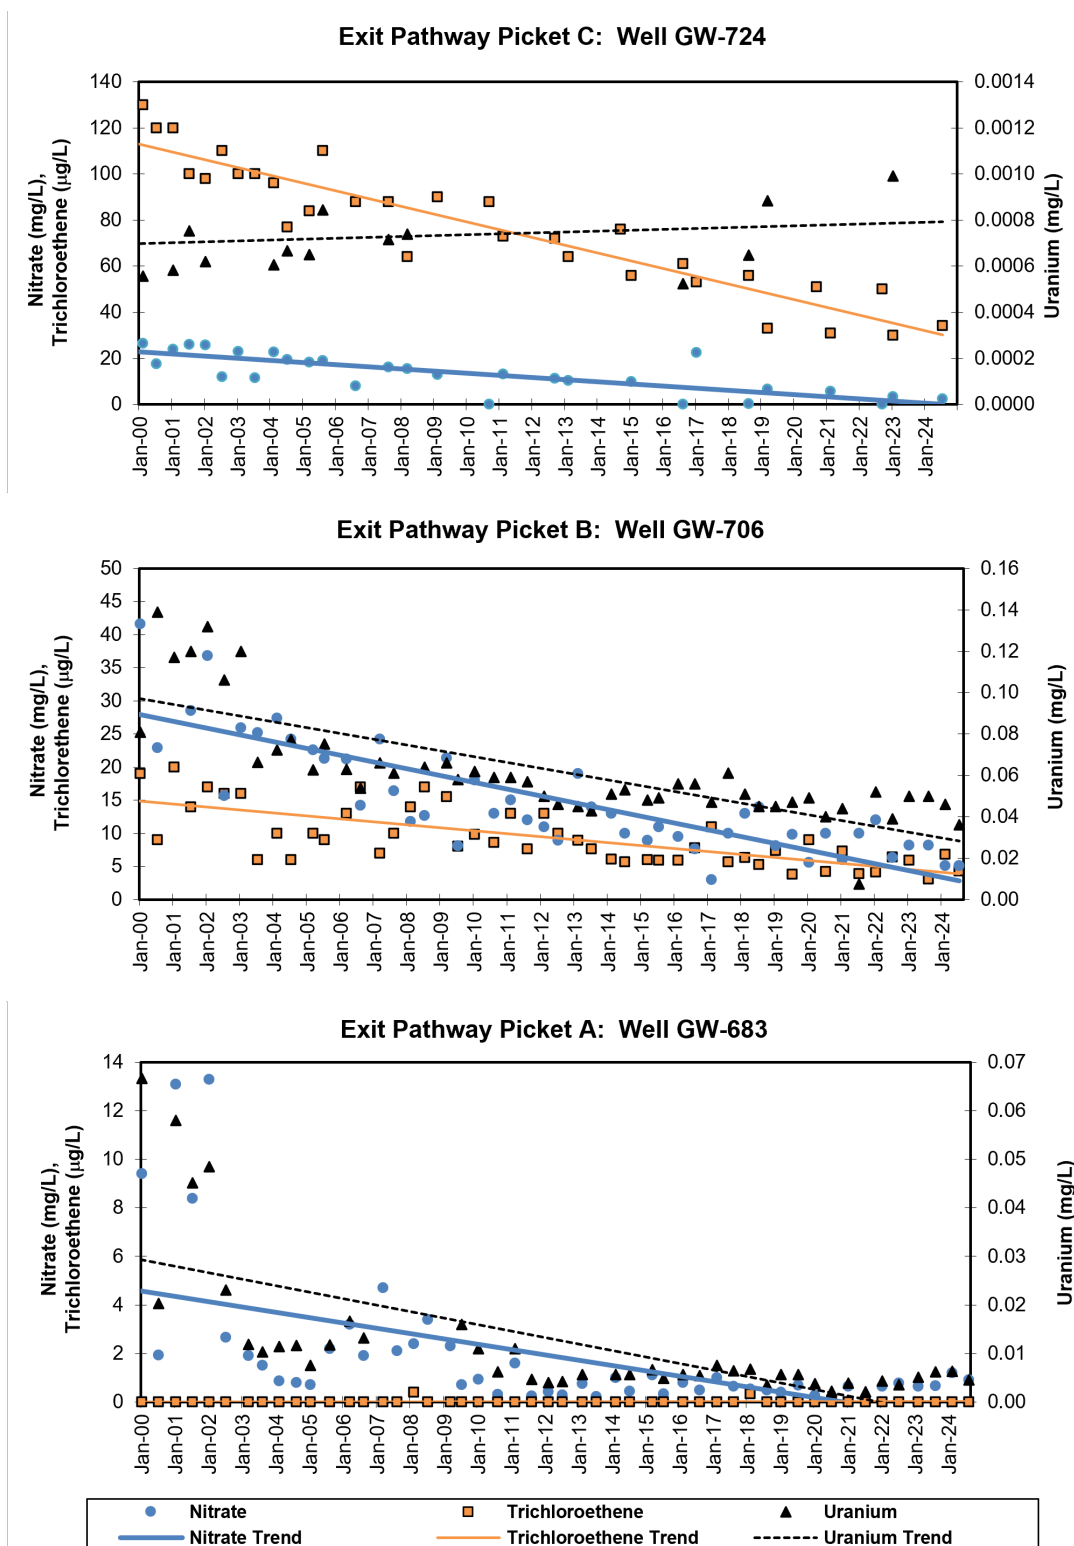 Exit Pathway Picket C:  Well GW-724
Nitrate (mg/L),
Trichloroethene (µg/L)
140
120
100
80
60
40
20
0
0.0014
0.0012
0.0010
0.0008
0.0006
0.0004
0.0002
0.0000
Uranium (mg/L)
Jan-00
Jan-01
Jan-02
Jan-03
Jan-04
Jan-05
Jan-06
Jan-07
Jan-08
Jan-09
Jan-10
Jan-11
Jan-12
Jan-13
Jan-14
Jan-15
Jan-16
Jan-17
Jan-18
Jan-19
Jan-20
Jan-21
Jan-22
Jan-23
Jan-24
Exit Pathway Picket B:  Well GW-706
Nitrate (mg/L),
Trichlorethene (µg/L)
50
45
40
35
30
25
20
15
10
5
0
0.16
0.14
0.12
0.10
0.08
0.06
0.04
0.02
0.00
Uranium (mg/L)
Jan-00
Jan-01
Jan-02
Jan-03
Jan-04
Jan-05
Jan-06
Jan-07
Jan-08
Jan-09
Jan-10
Jan-11
Jan-12
Jan-13
Jan-14
Jan-15
Jan-16
Jan-17
Jan-18
Jan-19
Jan-20
Jan-21
Jan-22
Jan-23
Jan-24
Exit Pathway Picket A:  Well GW-683
Nitrate (mg/L),
Trichloroethene (µg/L)
14
12
10
8
6
4
2
0
0.07
0.06
0.05
0.04
0.03
0.02
0.01
0.00
Uranium (mg/L)
Jan-00
Jan-01
Jan-02
Jan-03
Jan-04
Jan-05
Jan-06
Jan-07
Jan-08
Jan-09
Jan-10
Jan-11
Jan-12
Jan-13
Jan-14
Jan-15
Jan-16
Jan-17
Jan-18
Jan-19
Jan-20
Jan-21
Jan-22
Jan-23
Jan-24
Nitrate
Trichloroethene
Uranium
Nitrate Trend
Trichloroethene Trend
Uranium Trend